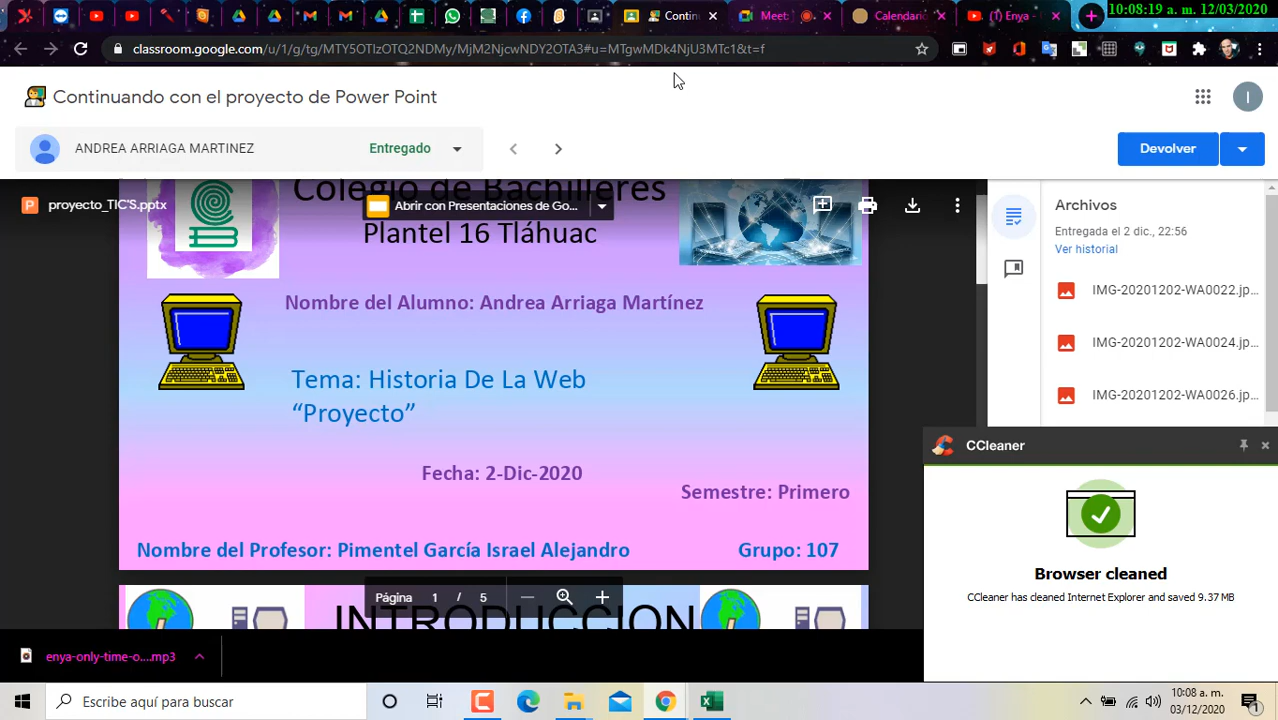 Continu
Meet:
Calendario
(1) Enya -
10:08:19 a. m. 12/03/2020
classroom.google.com/u/1/g/tg/MTY5OTIzOTQ2NDMy/MjM2NjcwNDY2OTA3#u=MTgwMDk4NjU3MTc1&t=f
Continuando con el proyecto de Power Point
I
ANDREA ARRIAGA MARTINEZ
Entregado
Devolver
P
proyecto_TIC'S.pptx
Colegio de Bachilleres
Abrir con Presentaciones de Go...
Plantel 16 Tláhuac
Nombre del Alumno: Andrea Arriaga Martínez
Tema: Historia De La Web
“Proyecto”
Fecha: 2-Dic-2020
Semestre: Primero
Nombre del Profesor: Pimentel García Israel Alejandro
Grupo: 107
Página 1 / 5
INTRODUCCION
Archivos
Entregada el 2 dic., 22:56
Ver historial
IMG-20201202-WA0022.jp...
IMG-20201202-WA0024.jp...
IMG-20201202-WA0026.jp...
CCleaner
Browser cleaned
CCleaner has cleaned Internet Explorer and saved 9.37 MB
enya-only-time-o....mp3
Escribe aquí para buscar
10:08 a. m.
03/12/2020
1